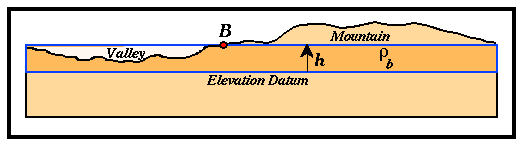 B
Mountain
Valley
h
ρb
Elevation Datum